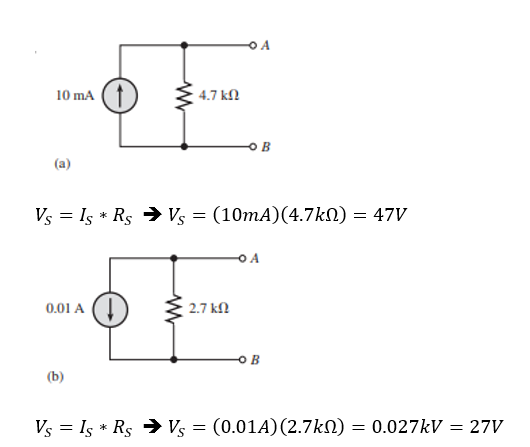 A
10 mA
4.7 kΩ
B
(a)
V_S = I_S * R_S ➔ V_S = (10mA)(4.7kΩ) = 47V
A
0.01 A
2.7 kΩ
B
(b)
V_S = I_S * R_S ➔ V_S = (0.01A)(2.7kΩ) = 0.027kV = 27V